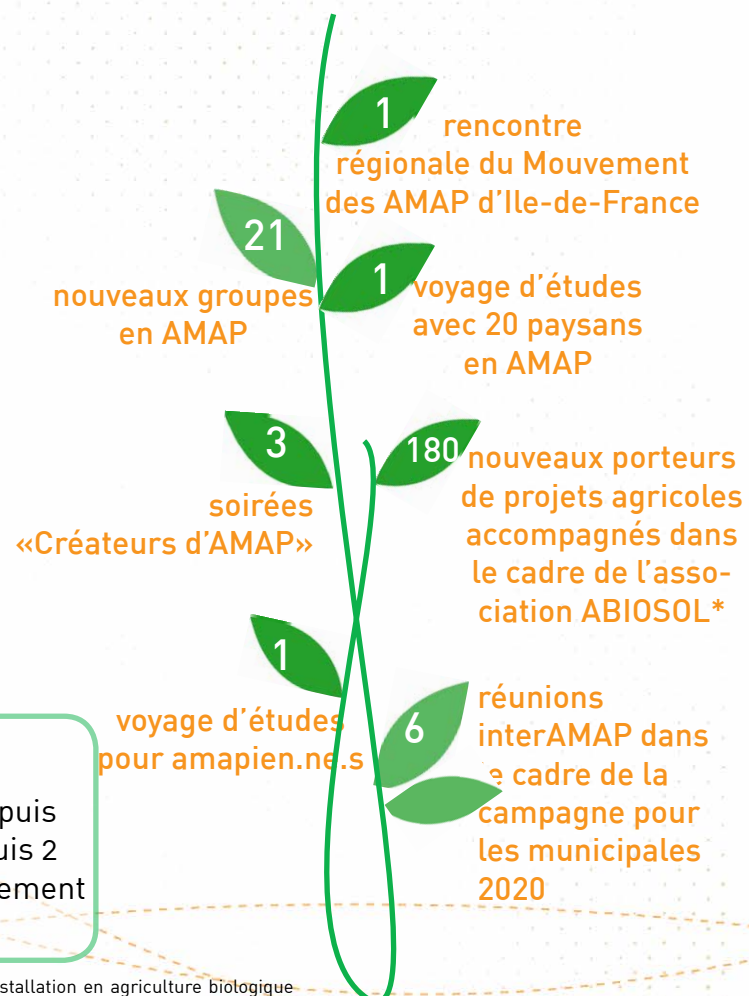 1
rencontre
régionale du Mouvement
des AMAP d'Ile-de-France
21
nouveaux groupes
en AMAP
1
voyage d'études
avec 20 paysans
en AMAP
3
soirées
«Créateurs d'AMAP»
180
nouveaux porteurs
de projets agricoles
accompagnés dans
le cadre de l'asso-
ciation ABIOSOL*
1
voyage d'études
pour amapien.ne.s
6
réunions
interAMAP dans
e cadre de la
campagne pour
les municipales
2020
puis
uis 2
ement
stallation en agriculture biologique